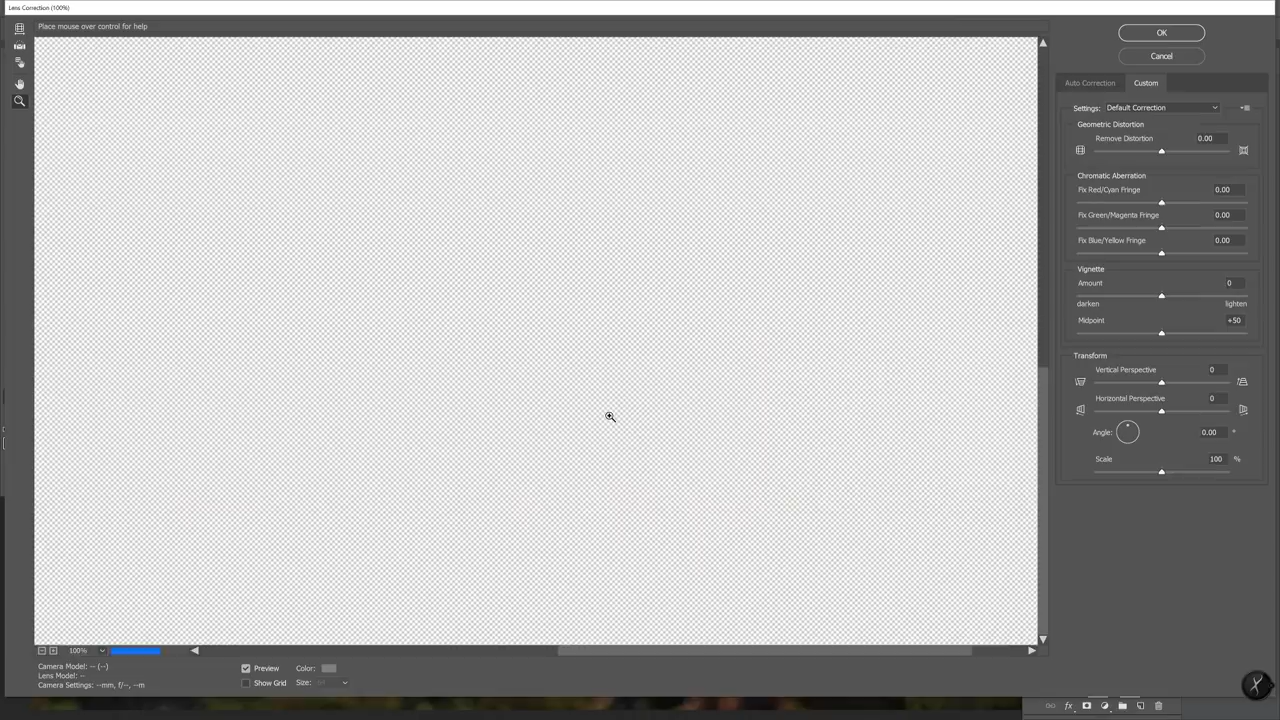 Lens Correction (100%)
Place mouse over control for help
OK
Cancel
Auto Correction
Custom
Settings: Default Correction
Geometric Distortion
Remove Distortion 0.00
Chromatic Aberration
Fix Red/Cyan Fringe 0.00
Fix Green/Magenta Fringe 0.00
Fix Blue/Yellow Fringe 0.00
Vignette
Amount 0
darken lighten
Midpoint +50
Transform
Vertical Perspective 0
Horizontal Perspective 0
Angle: 0.00 °
Scale 100 %
100%
Camera Model: -- (--)
Lens Model: --
Camera Settings: --mm, f/--, --m
Preview Color:
Show Grid Size:
fx